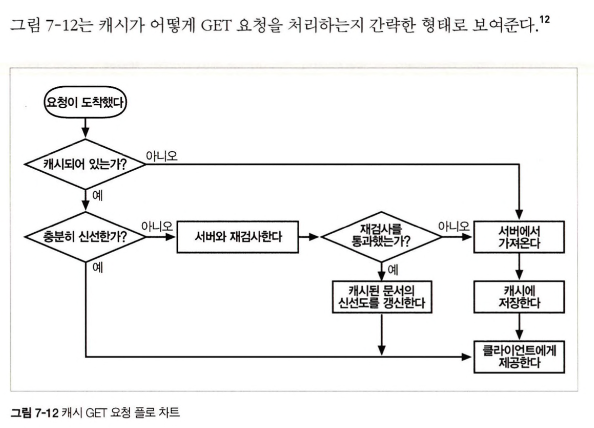 그림 7-12는 캐시가 어떻게 GET 요청을 처리하는지 간략한 형태로 보여준다.12
요청이 도착했다
캐시되어 있는가?
아니오
예
충분히 신선한가?
아니오
예
서버와 재검사한다
재검사를
통과했는가?
아니오
예
서버에서
가져온다
캐시된 문서의
신선도를 갱신한다
캐시에
저장한다
클라이언트에게
제공한다
그림 7-12 캐시 GET 요청 플로 차트